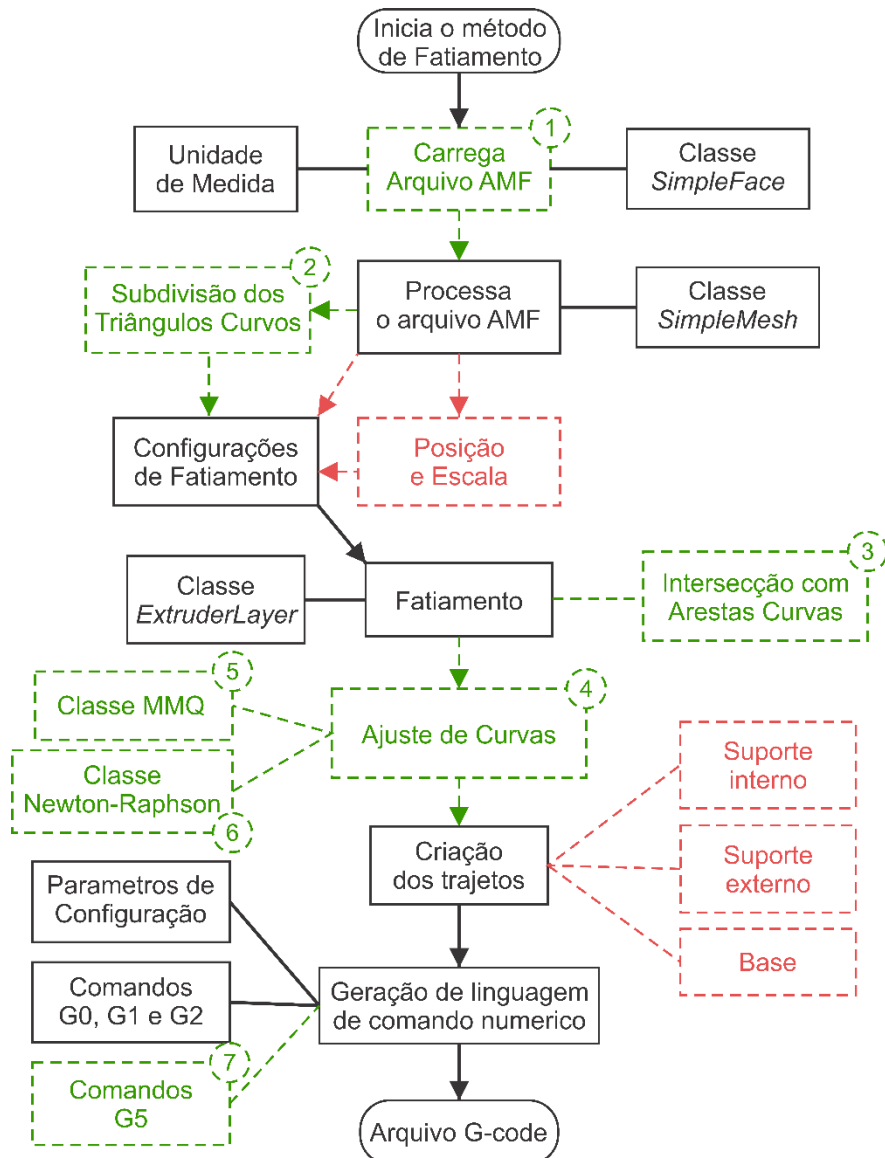 Inicia o método
de Fatiamento
1
Unidade
de Medida
Carrega
Arquivo AMF
Classe
SimpleFace
2
Subdivisão dos
Triângulos Curvos
Processa
o arquivo AMF
Classe
SimpleMesh
Configurações
de Fatiamento
Posição
e Escala
3
Classe
ExtruderLayer
Fatiamento
Intersecção com
Arestas Curvas
5
Classe MMQ
4
Ajuste de Curvas
Classe
Newton-Raphson
6
Suporte
interno
Criação
dos trajetos
Suporte
externo
Parametros de
Configuração
Base
Comandos
G0, G1 e G2
Geração de linguagem
de comando numerico
7
Comandos
G5
Arquivo G-code